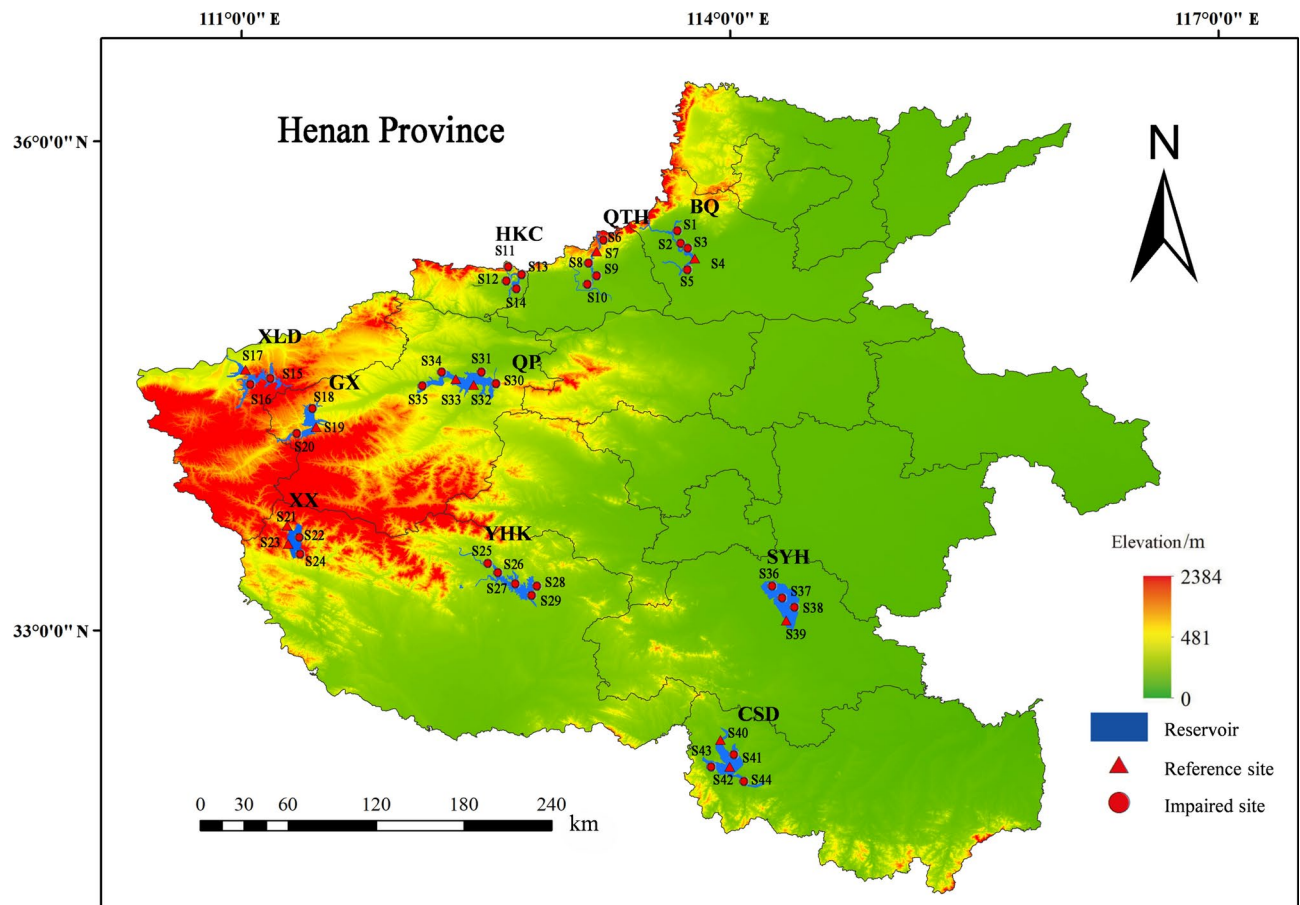 111°0'0" E
114°0'0" E
117°0'0" E
36°0'0" N
33°0'0" N
Henan Province
N
BQ
S1
S2
S3
S4
S5
QTH
S6
S7
S8
S9
S10
HKC
S11
S13
S12
S14
XLD
S17
S15
S16
GX
S18
S19
S20
QP
S34
S31
S30
S35
S33
S32
XX
S21
S22
S23
S24
YHK
S25
S26
S27
S28
S29
SYH
S36
S37
S38
S39
CSD
S40
S43
S41
S42
S44
Elevation/m
2384
481
0
Reservoir
Reference site
Impaired site
0 30 60 120 180 240
km